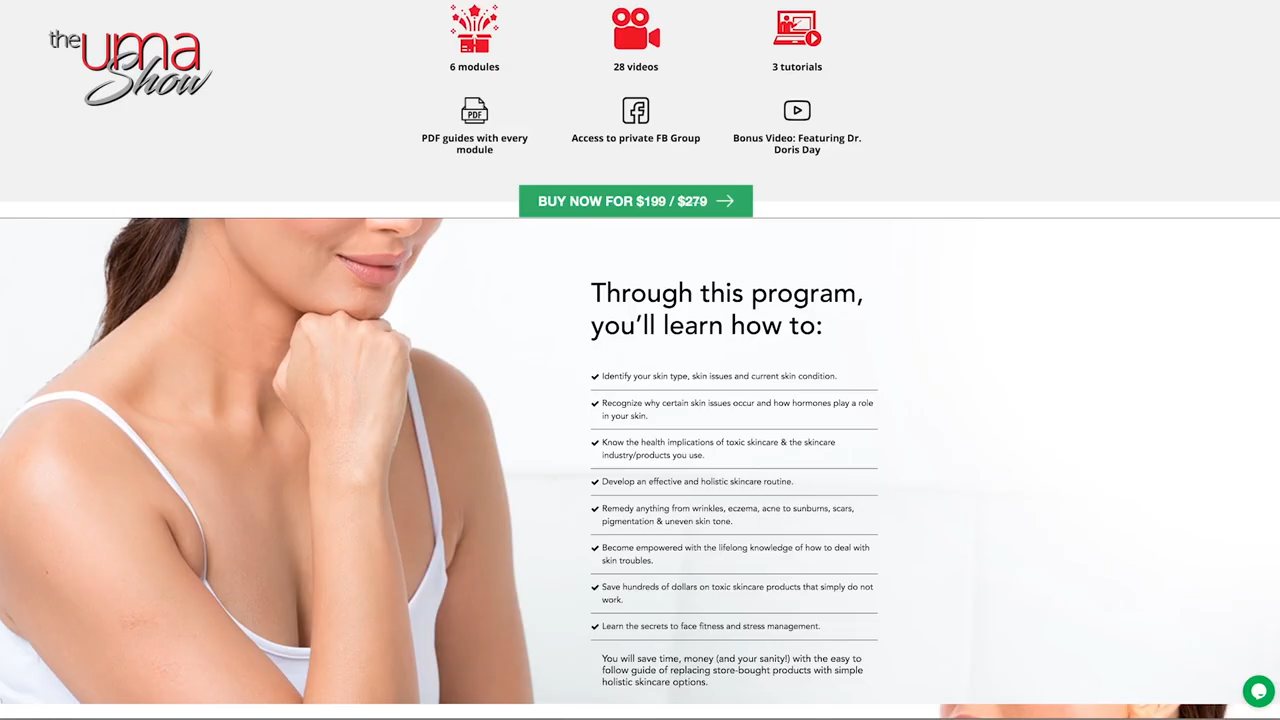 the uma
Show
6 modules
28 videos
3 tutorials
PDF
PDF guides with every
module
Access to private FB Group
Bonus Video: Featuring Dr.
Doris Day
BUY NOW FOR $199 / $279
Through this program,
you’ll learn how to:
Identify your skin type, skin issues and current skin condition.
Recognize why certain skin issues occur and how hormones play a role
in your skin.
Know the health implications of toxic skincare & the skincare
industry/products you use.
Develop an effective and holistic skincare routine.
Remedy anything from wrinkles, eczema, acne to sunburns, scars,
pigmentation & uneven skin tone.
Become empowered with the lifelong knowledge of how to deal with
skin troubles.
Save hundreds of dollars on toxic skincare products that simply do not
work.
Learn the secrets to face fitness and stress management.
You will save time, money (and your sanity!) with the easy to
follow guide of replacing store-bought products with simple
holistic skincare options.